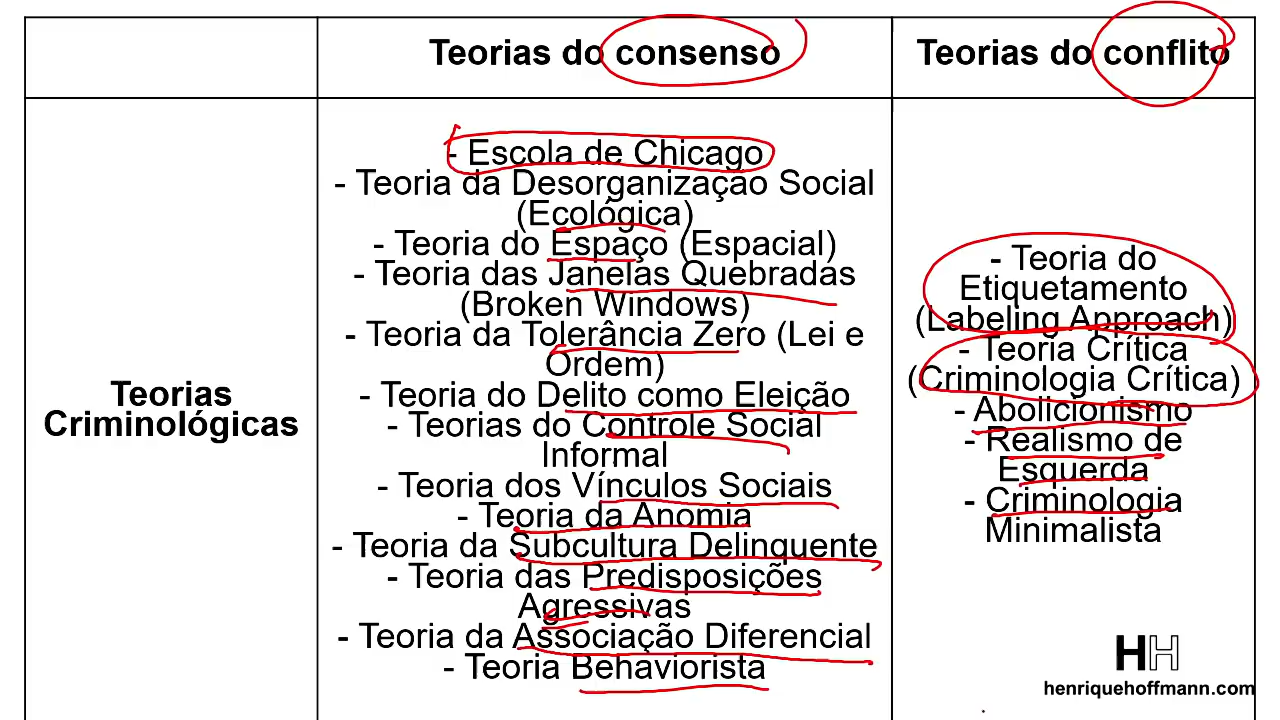 Teorias do consenso
Teorias do conflito
Teorias
Criminológicas
- Escola de Chicago
- Teoria da Desorganização Social
(Ecológica)
- Teoria do Espaço (Espacial)
- Teoria das Janelas Quebradas
(Broken Windows)
- Teoria da Tolerância Zero (Lei e
Ordem)
- Teoria do Delito como Eleição
- Teorias do Controle Social
Informal
- Teoria dos Vínculos Sociais
- Teoria da Anomia
- Teoria da Subcultura Delinquente
- Teoria das Predisposições
Agressivas
- Teoria da Associação Diferencial
- Teoria Behaviorista
- Teoria do
Etiquetamento
(Labeling Approach)
- Teoria Crítica
(Criminologia Crítica)
- Abolicionismo
- Realismo de
Esquerda
- Criminologia
Minimalista
HH
henriquehoffmann.com